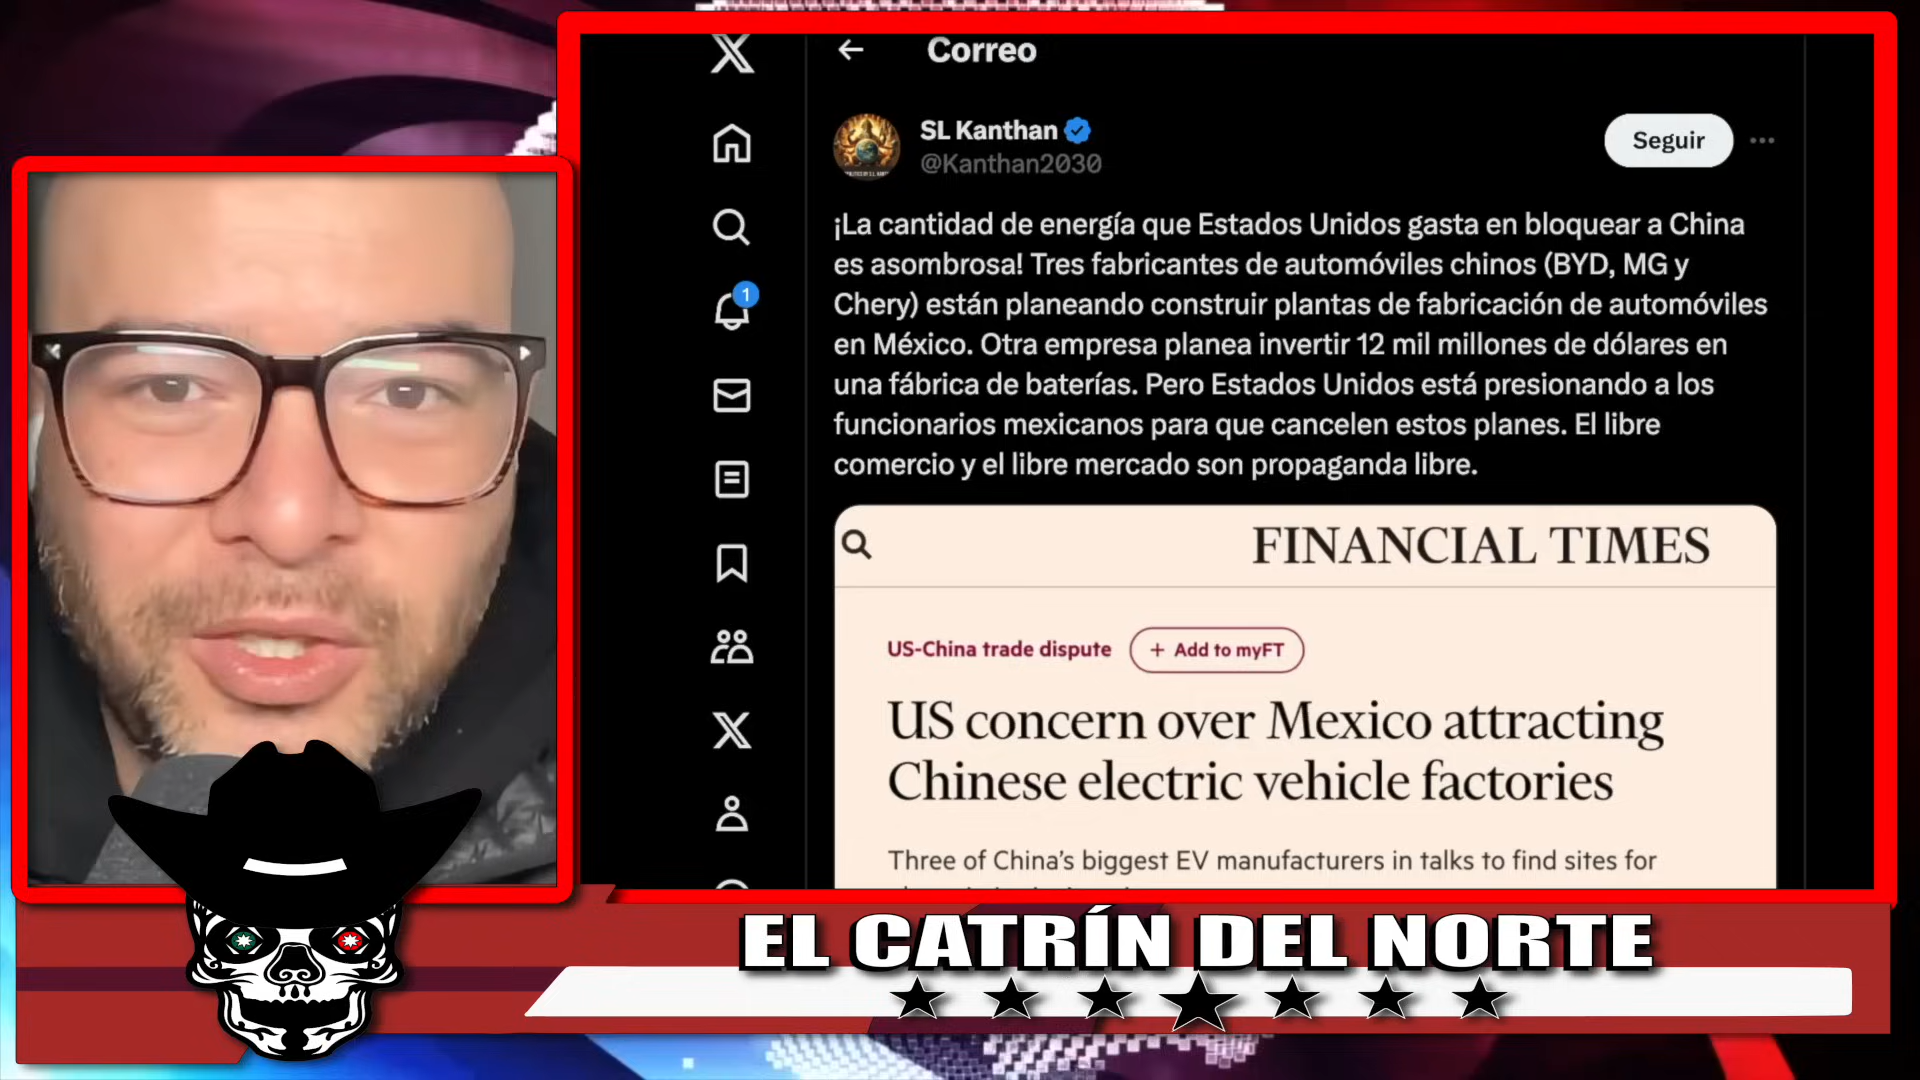 Correo
SL Kanthan
@Kanthan2030
Seguir
1
¡La cantidad de energía que Estados Unidos gasta en bloquear a China
es asombrosa! Tres fabricantes de automóviles chinos (BYD, MG y
Chery) están planeando construir plantas de fabricación de automóviles
en México. Otra empresa planea invertir 12 mil millones de dólares en
una fábrica de baterías. Pero Estados Unidos está presionando a los
funcionarios mexicanos para que cancelen estos planes. El libre
comercio y el libre mercado son propaganda libre.
FINANCIAL TIMES
US-China trade dispute
+ Add to myFT
US concern over Mexico attracting
Chinese electric vehicle factories
Three of China's biggest EV manufacturers in talks to find sites for
EL CATRÍN DEL NORTE